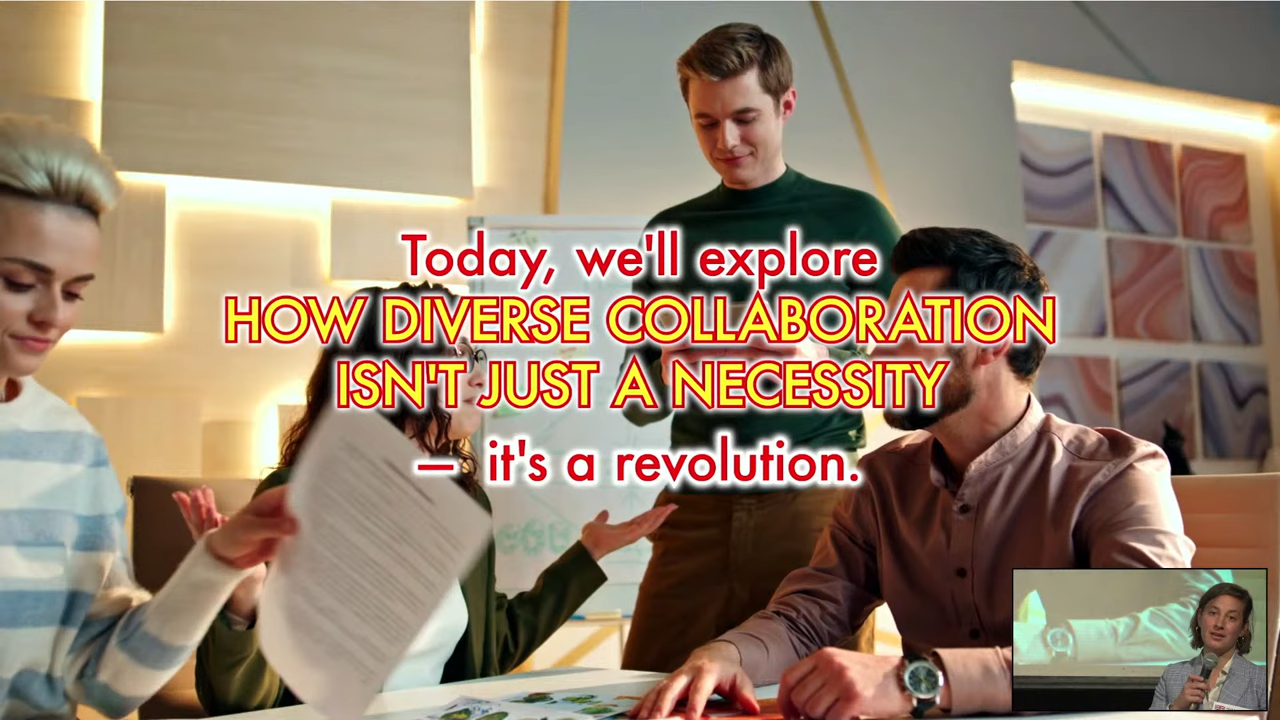 Today, we'll explore
HOW DIVERSE COLLABORATION
ISN'T JUST A NECESSITY
— it's a revolution.